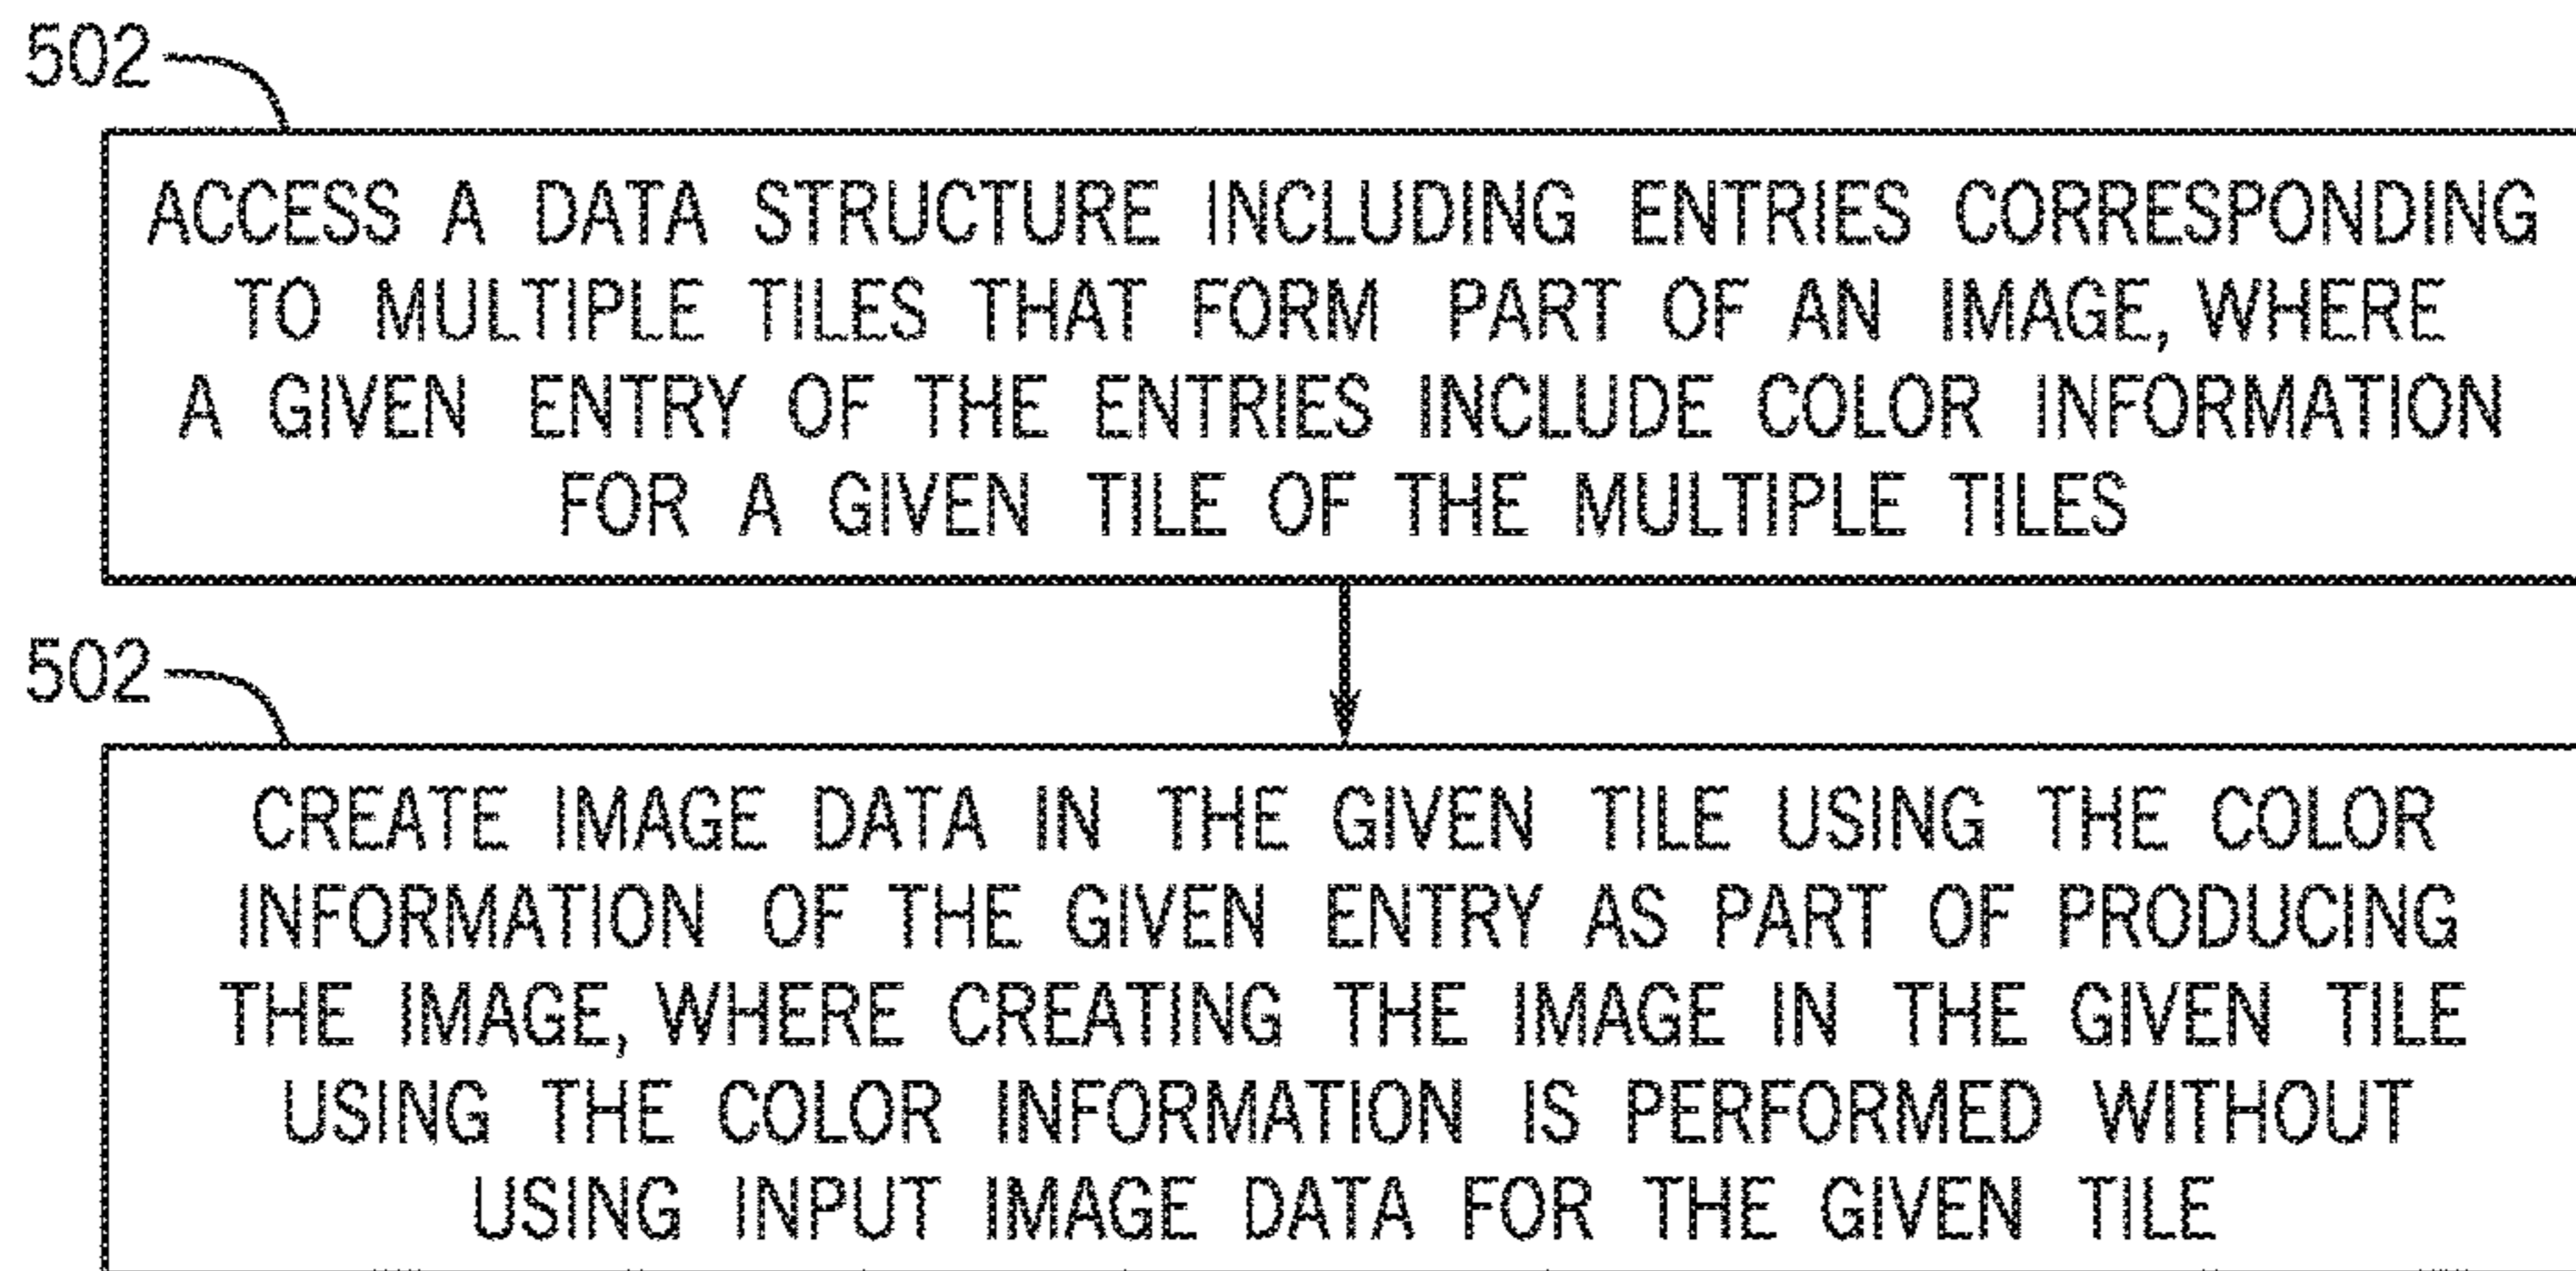 502
ACCESS A DATA STRUCTURE INCLUDING ENTRIES CORRESPONDING
TO MULTIPLE TILES THAT FORM PART OF AN IMAGE, WHERE
A GIVEN ENTRY OF THE ENTRIES INCLUDE COLOR INFORMATION
FOR A GIVEN TILE OF THE MULTIPLE TILES
502
CREATE IMAGE DATA IN THE GIVEN TILE USING THE COLOR
INFORMATION OF THE GIVEN ENTRY AS PART OF PRODUCING
THE IMAGE, WHERE CREATING THE IMAGE IN THE GIVEN TILE
USING THE COLOR INFORMATION IS PERFORMED WITHOUT
USING INPUT IMAGE DATA FOR THE GIVEN TILE